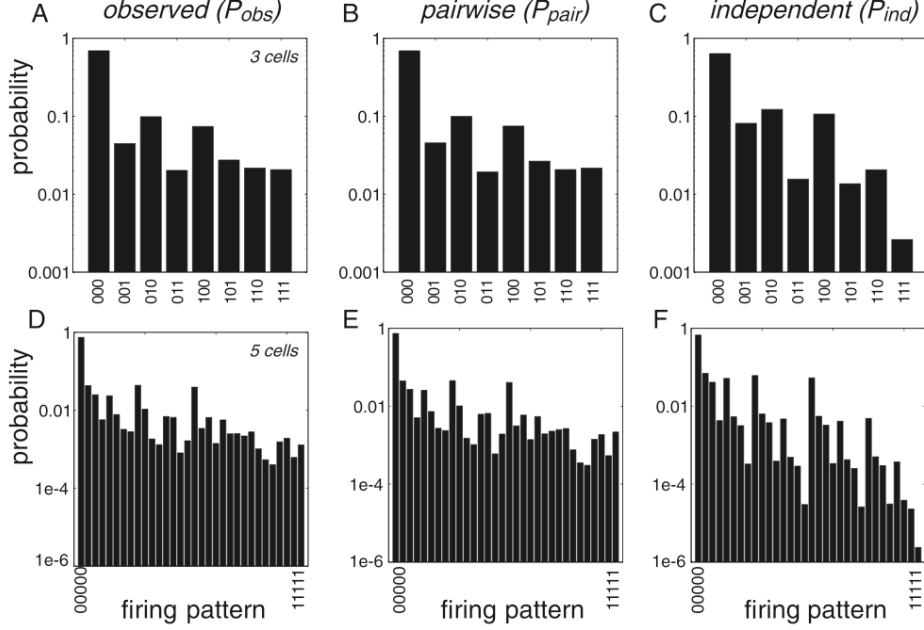 A observed (Pobs)
B pairwise (Ppair)
C independent (Pind)
probability
1
0.1
0.01
0.001
3 cells
000 001 010 011 100 101 110 111
1
0.1
0.01
0.001
000 001 010 011 100 101 110 111
1
0.1
0.01
0.001
000 001 010 011 100 101 110 111
D
probability
1
0.01
1e-4
1e-6
5 cells
00000 11111
firing pattern
E
1
0.01
1e-4
1e-6
00000 11111
firing pattern
F
1
0.01
1e-4
1e-6
00000 11111
firing pattern